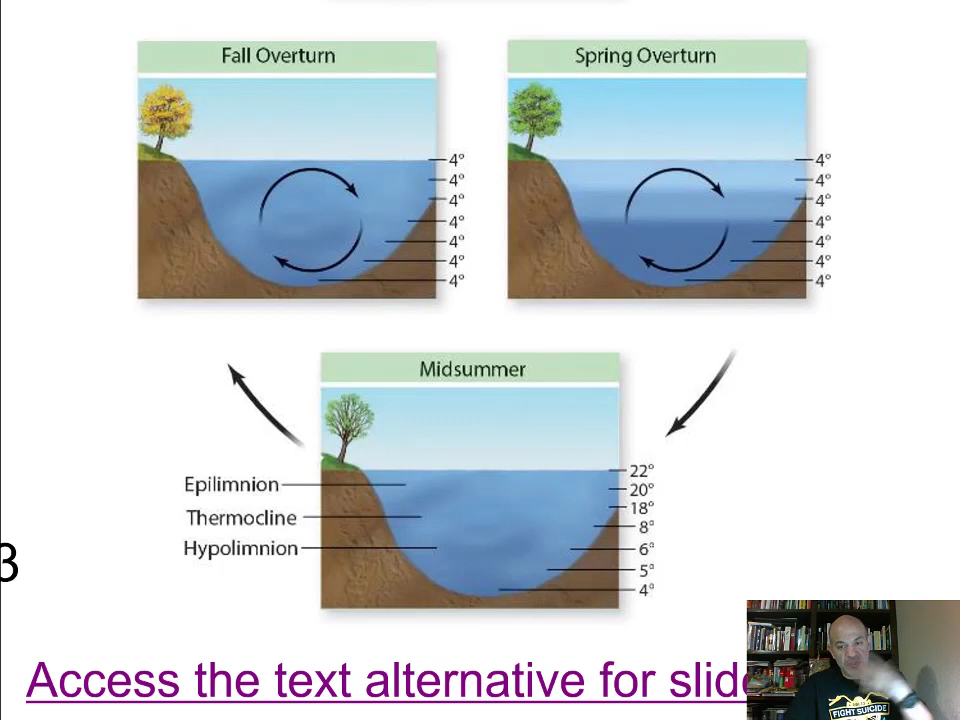 Fall Overturn
4°
4°
4°
4°
4°
4°
4°
Spring Overturn
4°
4°
4°
4°
4°
4°
4°
Midsummer
Epilimnion
Thermocline
Hypolimnion
22°
20°
18°
8°
6°
5°
4°
3
Access the text alternative for
FIGHT SUICIDE